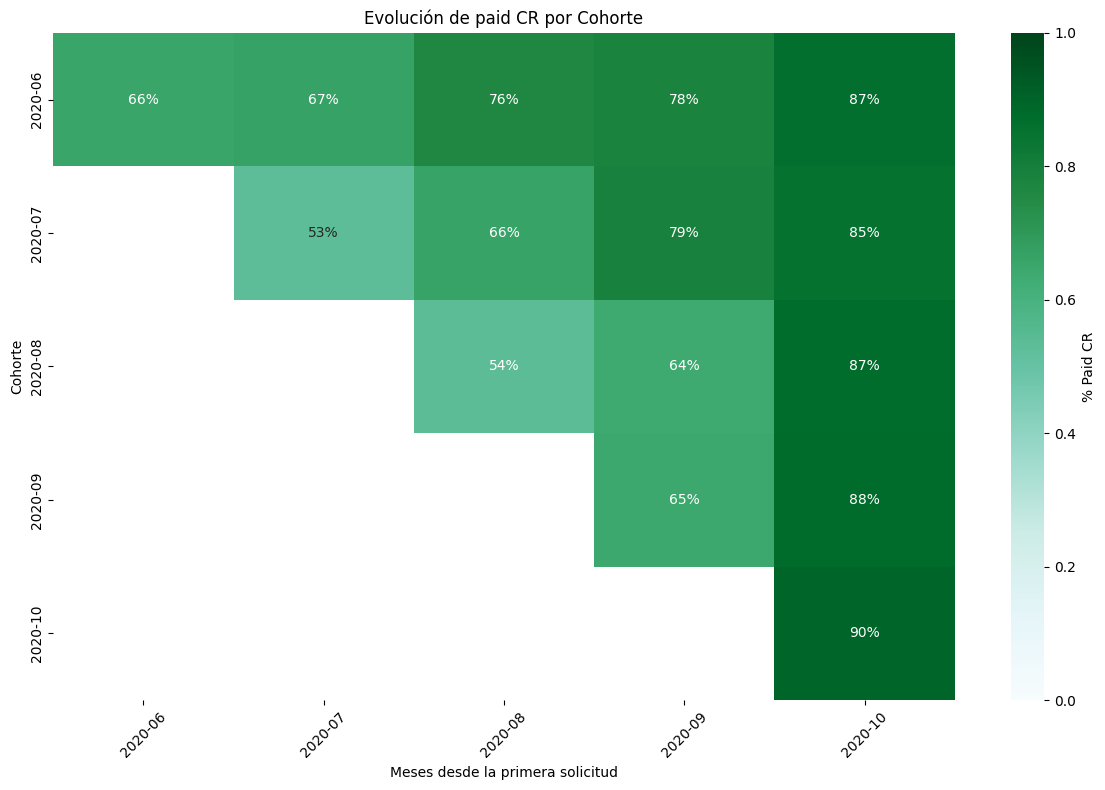 Evolución de paid CR por Cohorte
2020-06
66% 67% 76% 78% 87%
2020-07
53% 66% 79% 85%
Cohorte
2020-08
54% 64% 87%
2020-09
65% 88%
2020-10
90%
2020-06 2020-07 2020-08 2020-09 2020-10
Meses desde la primera solicitud
1.0
0.8
0.6
0.4
0.2
0.0
% Paid CR